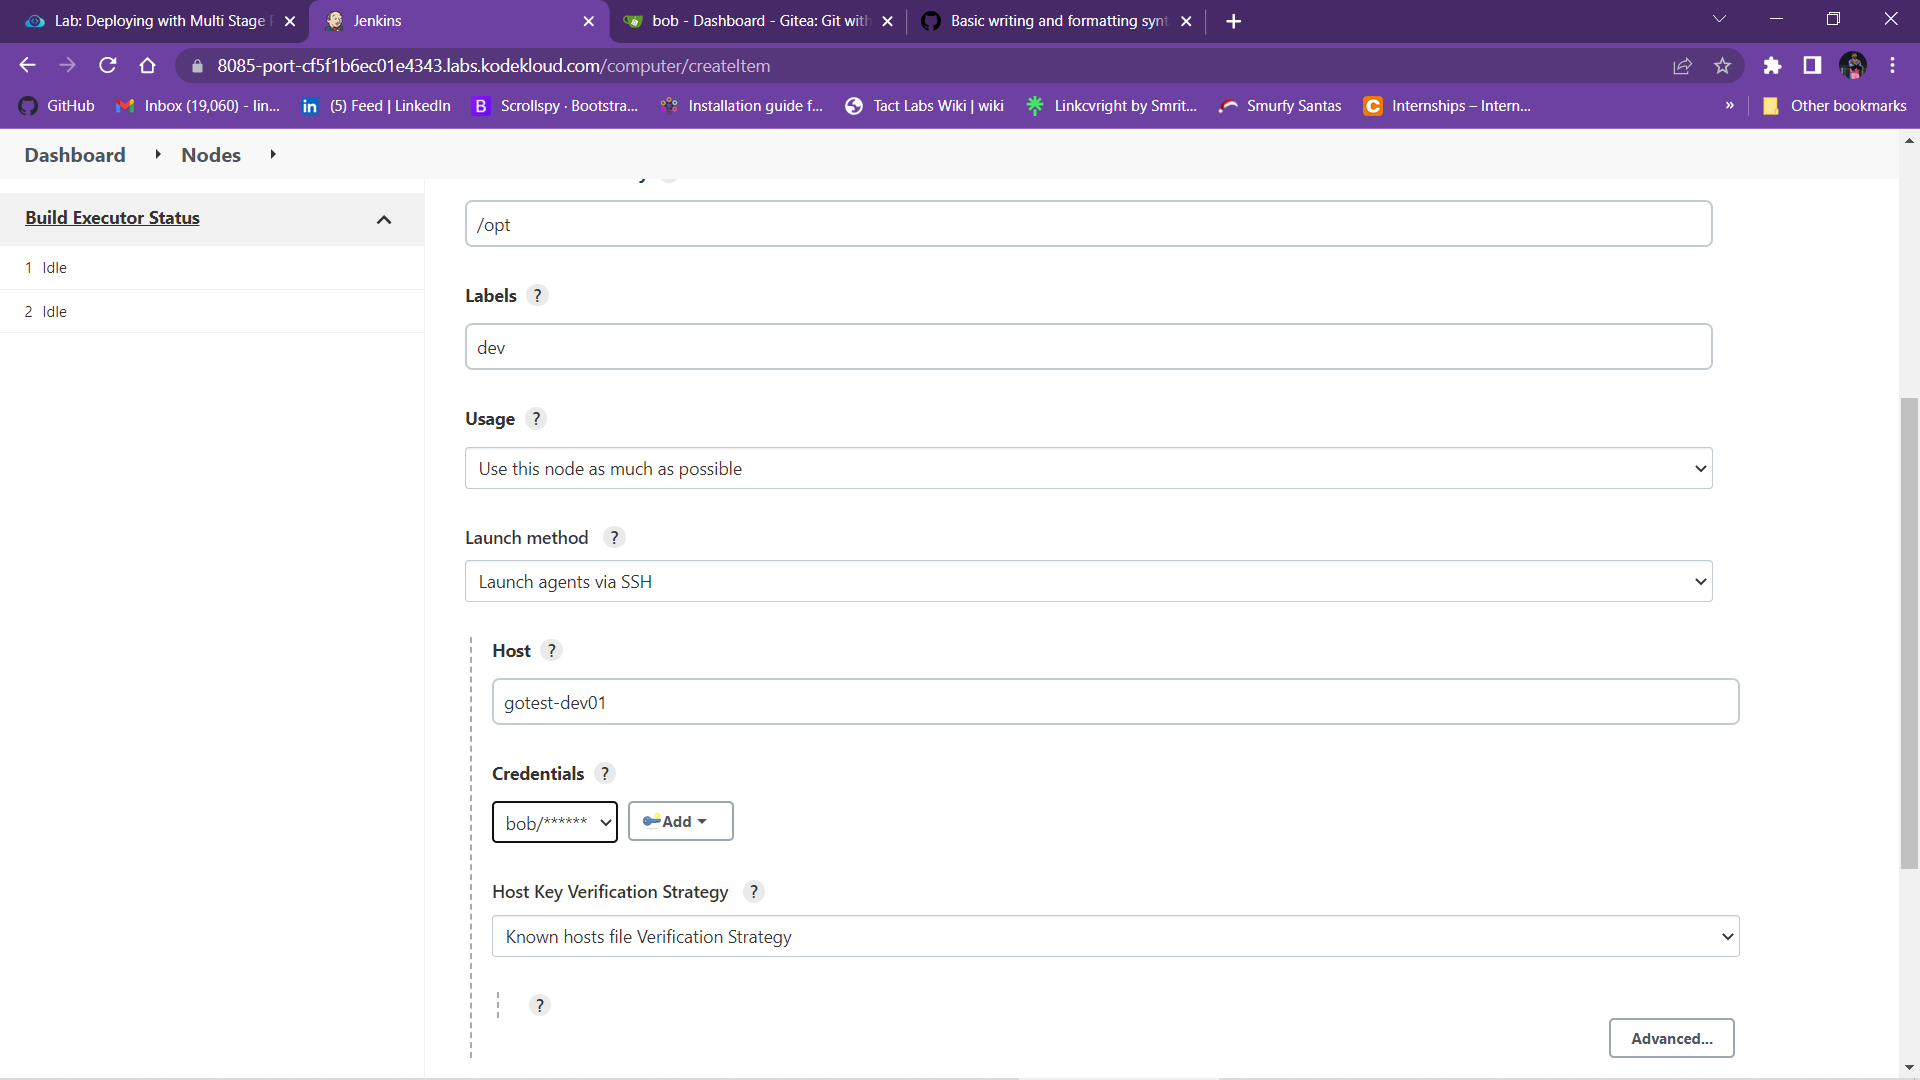 Lab: Deploying with Multi Stage
Jenkins
bob - Dashboard - Gitea: Git with
Basic writing and formatting synt
8085-port-cf5f1b6ec01e4343.labs.kodekloud.com/computer/createItem
GitHub
Inbox (19,060) - lin...
(5) Feed | LinkedIn
Scrollspy · Bootstra...
Installation guide f...
Tact Labs Wiki | wiki
Linkcvright by Smrit...
Smurfy Santas
Internships – Intern...
»
Other bookmarks
Dashboard
Nodes
Build Executor Status
1 Idle
2 Idle
/opt
Labels ?
dev
Usage ?
Use this node as much as possible
Launch method ?
Launch agents via SSH
Host ?
gotest-dev01
Credentials ?
bob/******
Add
Host Key Verification Strategy ?
Known hosts file Verification Strategy
?
Advanced...